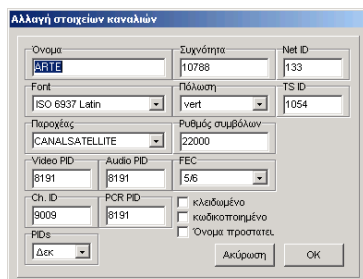 Αλλαγή στοιχείων καναλιών
Όνομα Συχνότητα Net ID
ARTE 10788 133
Font Πόλωση TS ID
ISO 6937 Latin vert 1054
Παροχέας Ρυθμός συμβόλων
CANALSATELLITE 22000
Video PID Audio PID FEC
8191 8191 5/6
Ch. ID PCR PID κλειδωμένο
9009 8191 κωδικοποιημένο
Όνομα προστατει.
PIDs
Δεκ Ακύρωση OK